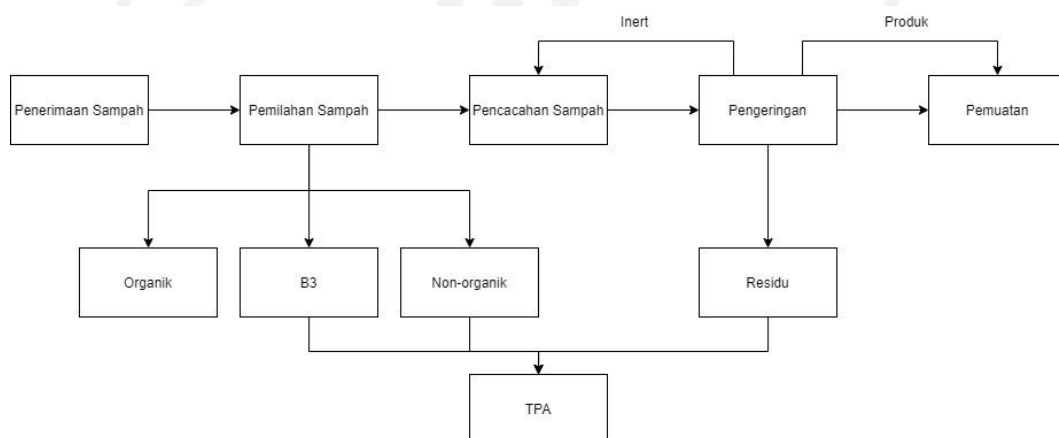 Inert
Produk
Penerimaan Sampah
Pemilahan Sampah
Pencacahan Sampah
Pengeringan
Pemuatan
Organik
B3
Non-organik
Residu
TPA